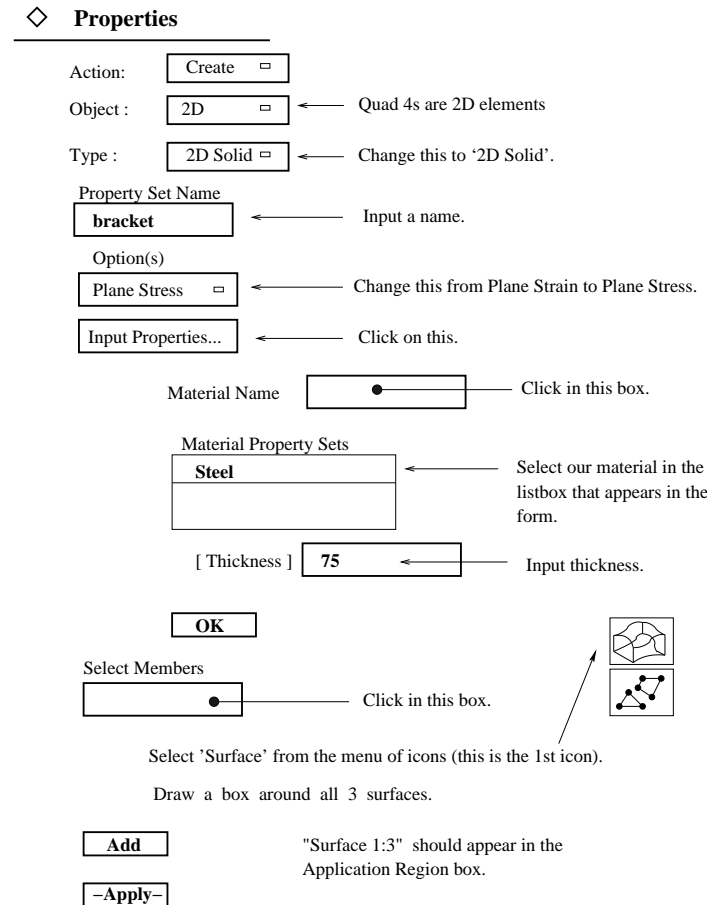 Properties
Action: Create
Object : 2D Quad 4s are 2D elements
Type : 2D Solid Change this to ‘2D Solid’.
Property Set Name
bracket Input a name.
Option(s)
Plane Stress Change this from Plane Strain to Plane Stress.
Input Properties... Click on this.
Material Name Click in this box.
Material Property Sets
Steel Select our material in the
listbox that appears in the
form.
[ Thickness ] 75 Input thickness.
OK
Select Members
Click in this box.
Select ’Surface’ from the menu of icons (this is the 1st icon).
Draw a box around all 3 surfaces.
Add "Surface 1:3" should appear in the
Application Region box.
–Apply–